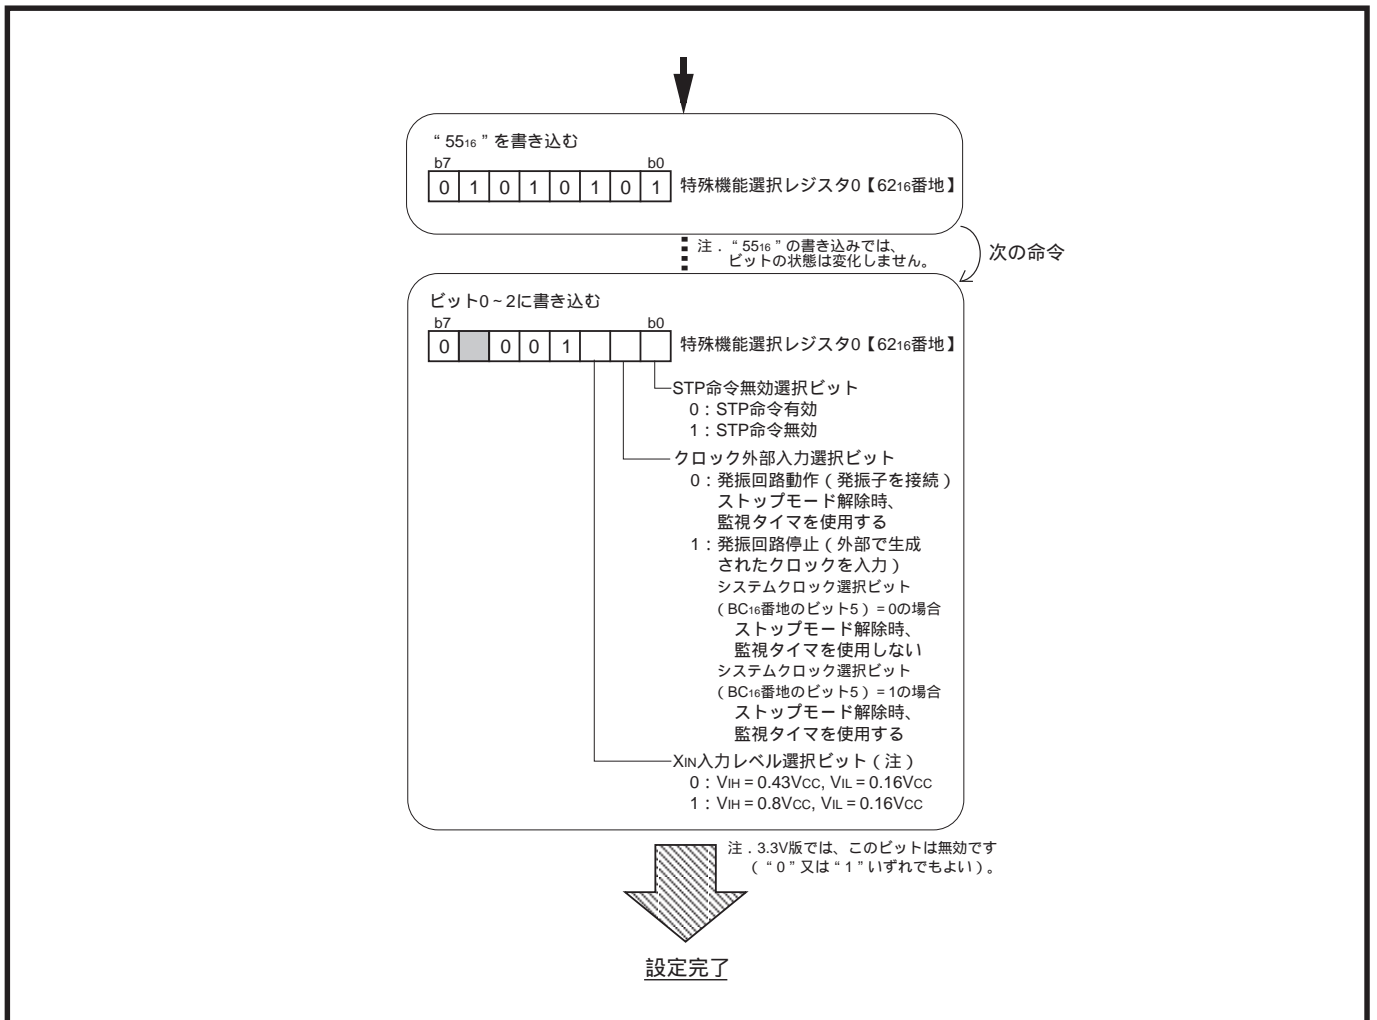 “ 5516 ” を書き込む
b7 b0
0 1 0 1 0 1 0 1 特殊機能選択レジスタ0【6216番地】
注．“ 5516 ” の書き込みでは、
ビットの状態は変化しません。
次の命令
ビット0 ~ 2に書き込む
b7 b0
0 0 0 1 特殊機能選択レジスタ0【6216番地】
STP命令無効選択ビット
0：STP命令有効
1：STP命令無効
クロック外部入力選択ビット
0：発振回路動作（発振子を接続）
ストップモード解除時、
監視タイマを使用する
1：発振回路停止（外部で生成
されたクロックを入力）
システムクロック選択ビット
（BC16番地のビット5）= 0の場合
ストップモード解除時、
監視タイマを使用しない
システムクロック選択ビット
（BC16番地のビット5）= 1の場合
ストップモード解除時、
監視タイマを使用する
XIN入力レベル選択ビット（注）
0：VIH = 0.43VCC, VIL = 0.16VCC
1：VIH = 0.8VCC, VIL = 0.16VCC
注．3.3V版では、このビットは無効です
（ “ 0 ” 又は “ 1 ” いずれでもよい）。
設定完了